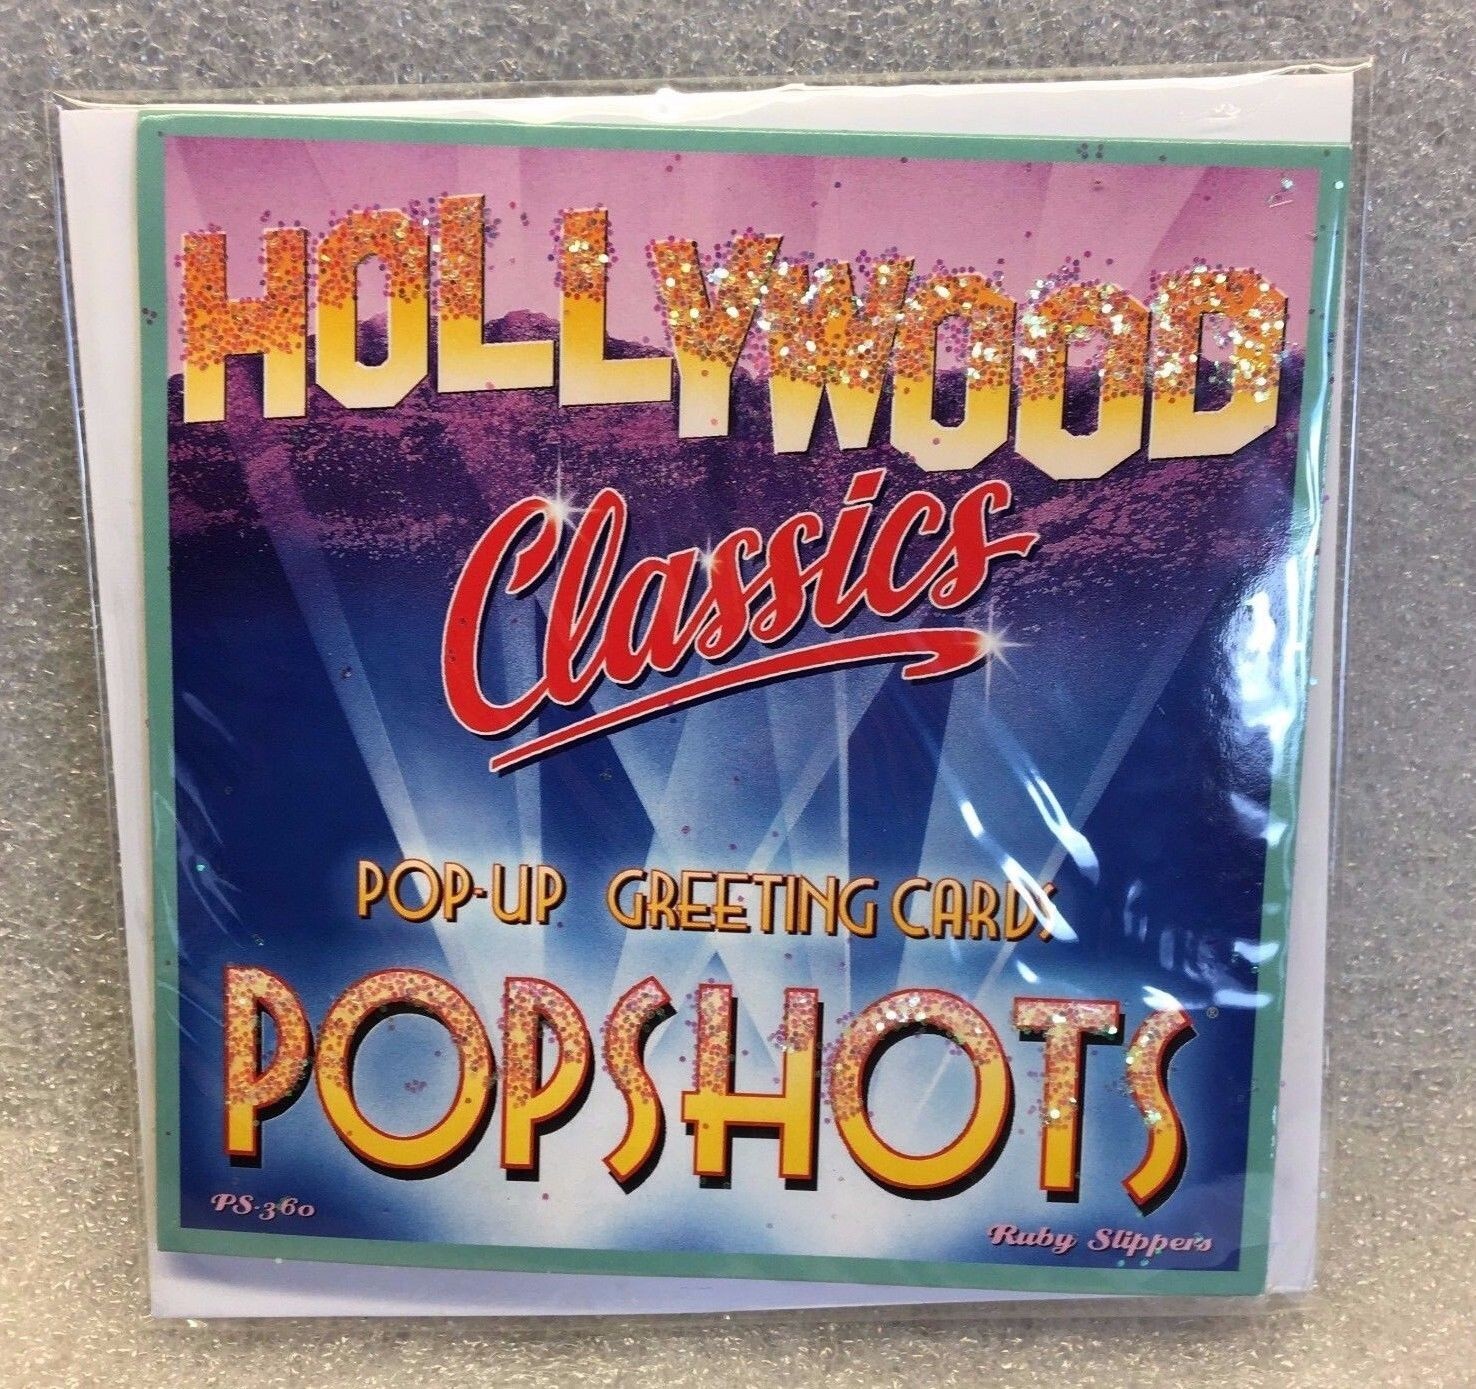 HOLLYWOOD
Classics
POP-UP GREETING CARDS
POPSHOTS®
PS-360
Ruby Slippers